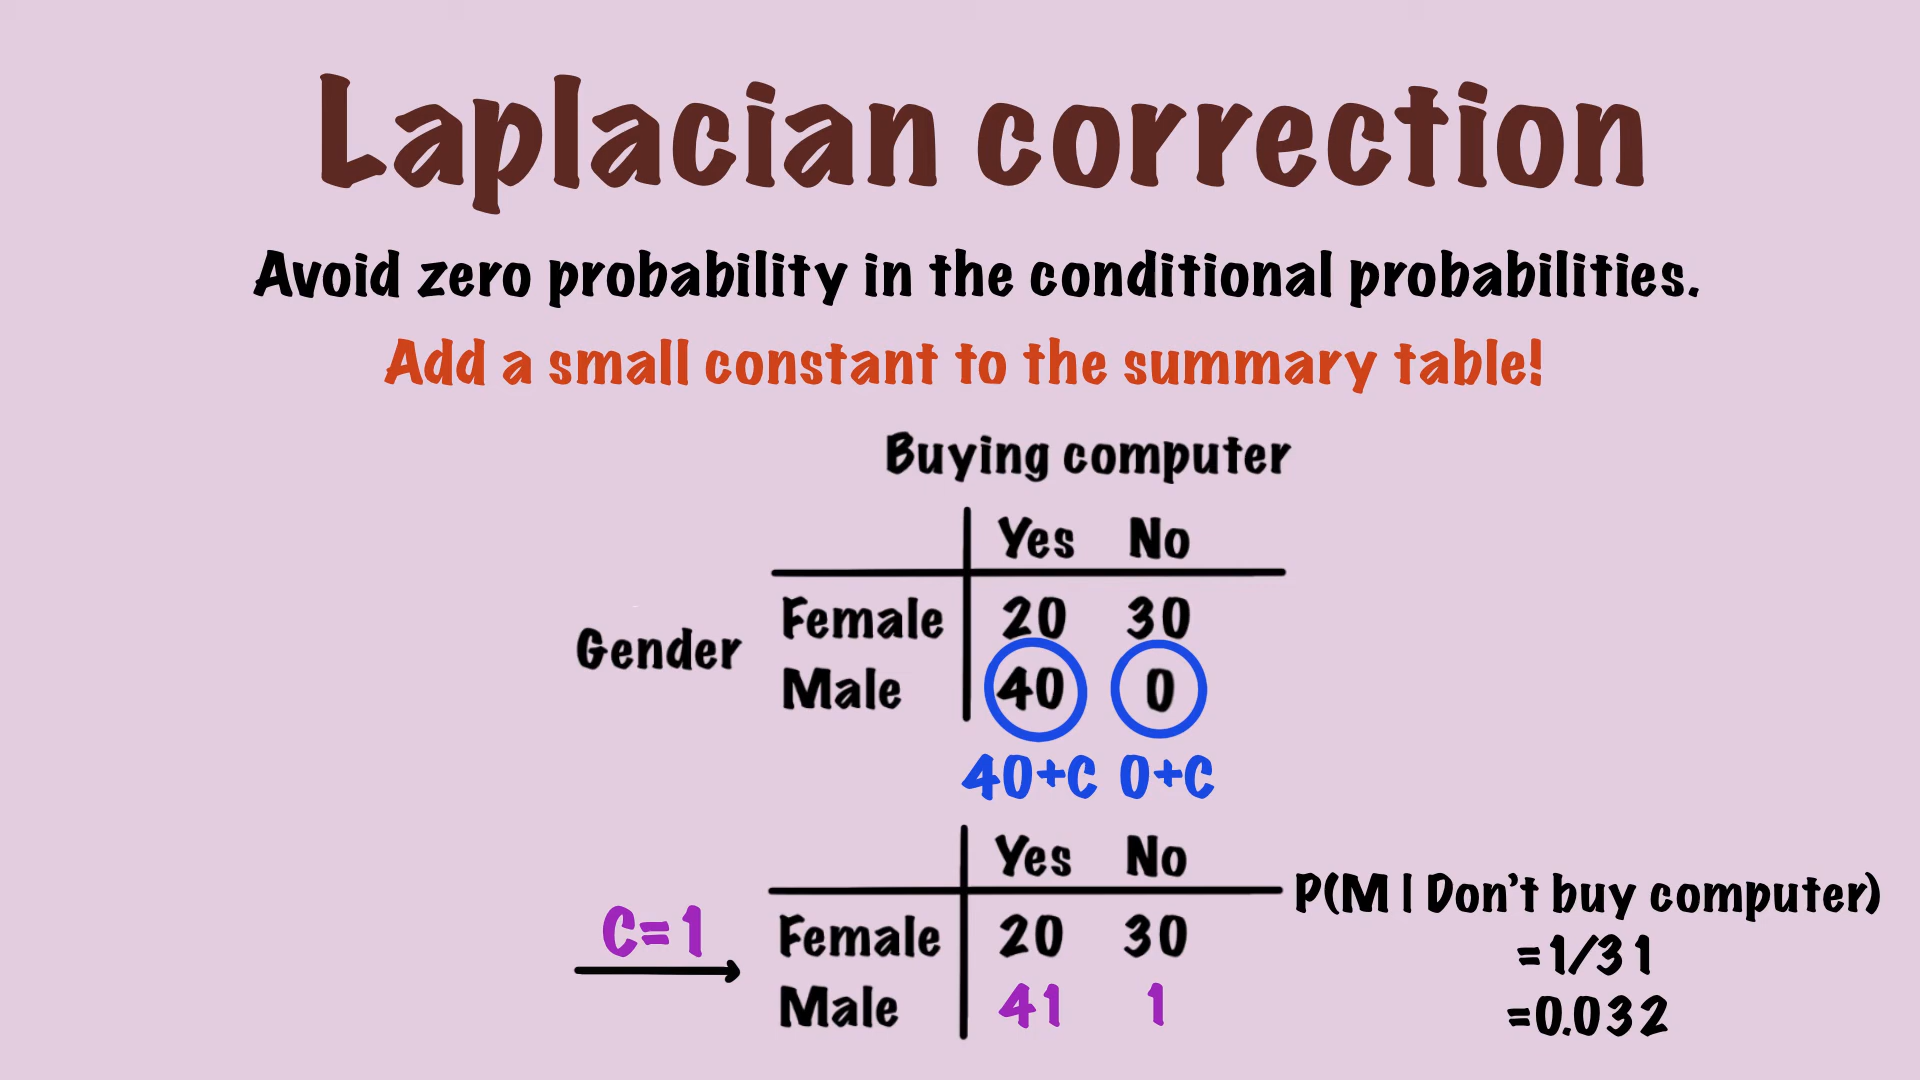 Laplacian correction
Avoid zero probability in the conditional probabilities.
Add a small constant to the summary table!
Buying computer
Yes No
Female 20 30
Gender
Male 40 0
40+C 0+C
Yes No
P(M | Don't buy computer)
C=1
Female 20 30
=1/31
Male 41 1
=0.032